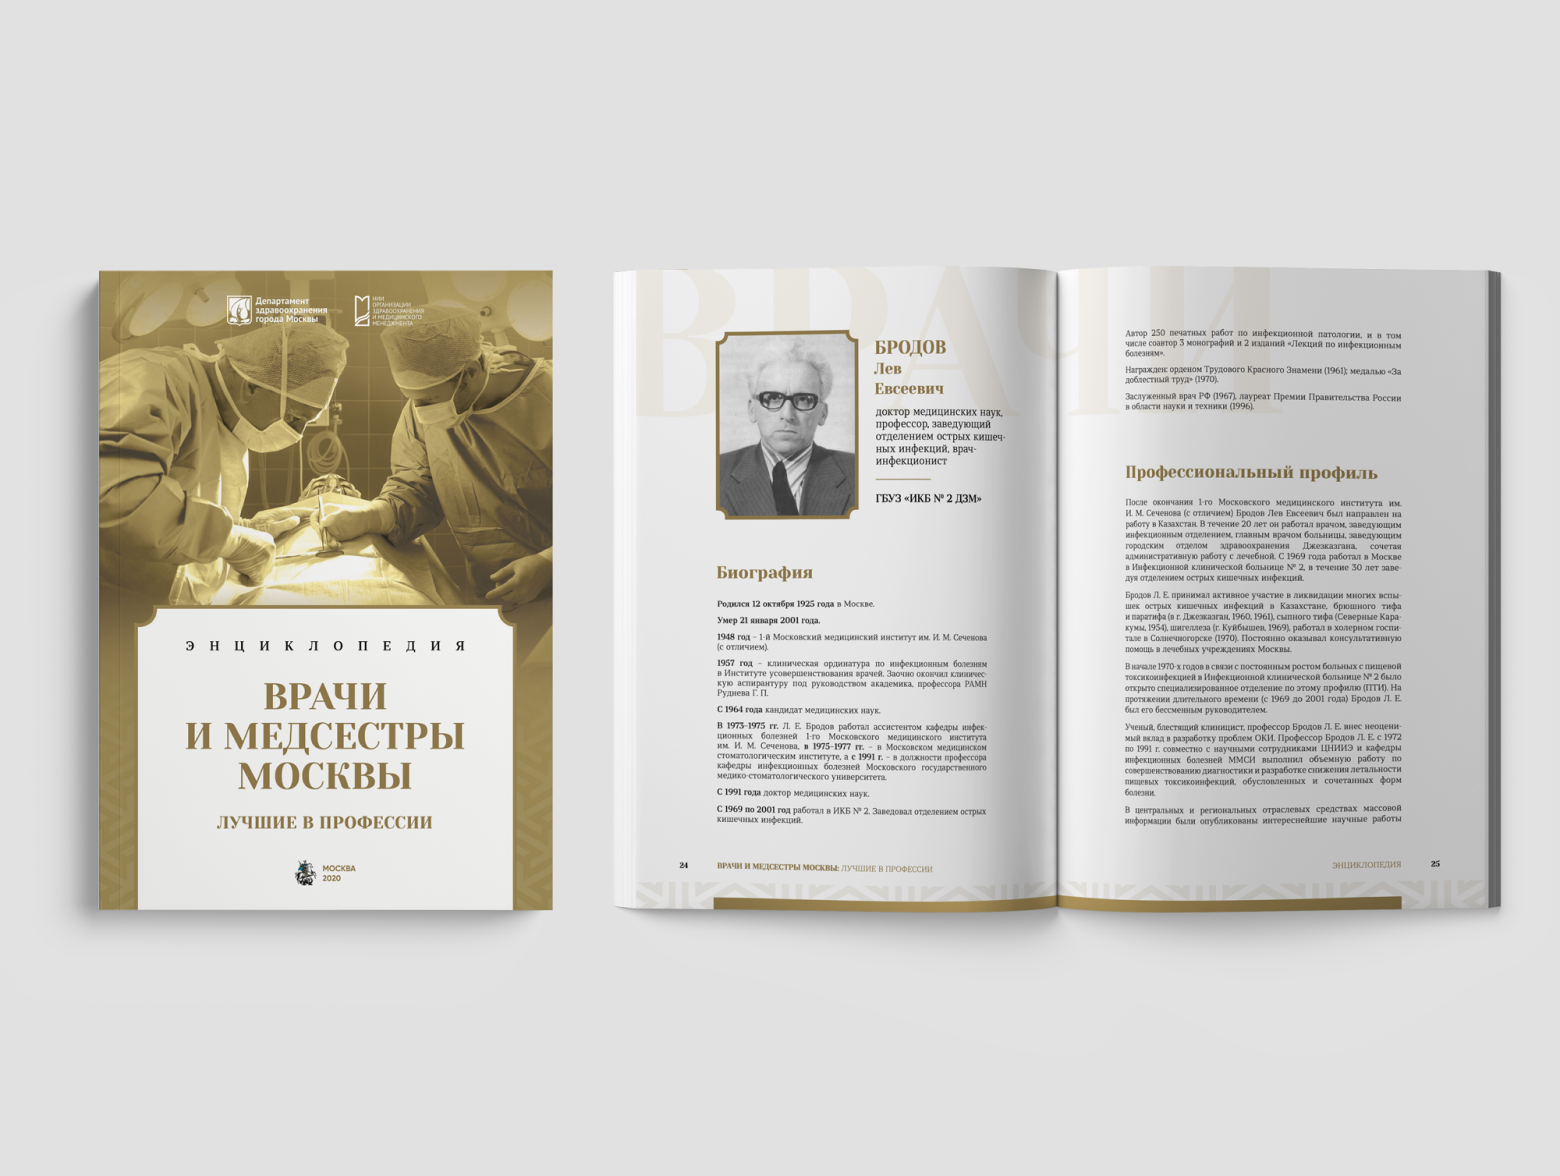 Департамент
здравоохранения
города Москвы
НИИ
ОРГАНИЗАЦИИ
ЗДРАВООХРАНЕНИЯ
И МЕДИЦИНСКОГО
МЕНЕДЖМЕНТА
ЭНЦИКЛОПЕДИЯ
ВРАЧИ
И МЕДСЕСТРЫ
МОСКВЫ
ЛУЧШИЕ В ПРОФЕССИИ
МОСКВА
2020
ВРАЧИ
БРОДОВ
Лев
Евсеевич
доктор медицинских наук,
профессор, заведующий
отделением острых кишеч-
ных инфекций, врач-
инфекционист
ГБУЗ «ИКБ № 2 ДЗМ»
Биография
Родился 12 октября 1925 года в Москве.
Умер 21 января 2001 года.
1948 год – 1-й Московский медицинский институт им. И. М. Сеченова
(с отличием).
1957 год – клиническая ординатура по инфекционным болезням
в Институте усовершенствования врачей. Заочно окончил клиничес-
кую аспирантуру под руководством академика, профессора РАМН
Руднева Г. П.
С 1964 года кандидат медицинских наук.
В 1973–1975 гг. Л. Е. Бродов работал ассистентом кафедры инфек-
ционных болезней 1-го Московского медицинского института
им. И. М. Сеченова, в 1975–1977 гг. – в Московском медицинском
стоматологическом институте, а с 1991 г. – в должности профессора
кафедры инфекционных болезней Московского государственного
медико-стоматологического университета.
С 1991 года доктор медицинских наук.
С 1969 по 2001 год работал в ИКБ № 2. Заведовал отделением острых
кишечных инфекций.
24 ВРАЧИ И МЕДСЕСТРЫ МОСКВЫ: ЛУЧШИЕ В ПРОФЕССИИ
Автор 250 печатных работ по инфекционной патологии, и в том
числе соавтор 3 монографий и 2 изданий «Лекций по инфекционным
болезням».
Награжден: орденом Трудового Красного Знамени (1961); медалью «За
доблестный труд» (1970).
Заслуженный врач РФ (1967), лауреат Премии Правительства России
в области науки и техники (1996).
Профессиональный профиль
После окончания 1-го Московского медицинского института им.
И. М. Сеченова (с отличием) Бродов Лев Евсеевич был направлен на
работу в Казахстан. В течение 20 лет он работал врачом, заведующим
инфекционным отделением, главным врачом больницы, заведующим
городским отделом здравоохранения Джезказгана, сочетая
административную работу с лечебной. С 1969 года работал в Москве
в Инфекционной клинической больнице № 2, в течение 30 лет заве-
дуя отделением острых кишечных инфекций.
Бродов Л. Е. принимал активное участие в ликвидации многих вспы-
шек острых кишечных инфекций в Казахстане, брюшного тифа
и паратифа (в г. Джезказган, 1960, 1961), сыпного тифа (Северные Кара-
кумы, 1954), шигеллеза (г. Куйбышев, 1969), работал в холерном госпи-
тале в Солнечногорске (1970). Постоянно оказывал консультативную
помощь в лечебных учреждениях Москвы.
В начале 1970-х годов в связи с постоянным ростом больных с пищевой
токсикоинфекцией в Инфекционной клинической больнице № 2 было
открыто специализированное отделение по этому профилю (ПТИ). На
протяжении длительного времени (с 1969 до 2001 года) Бродов Л. Е.
был его бессменным руководителем.
Ученый, блестящий клиницист, профессор Бродов Л. Е. внес неоцени-
мый вклад в разработку проблем ОКИ. Профессор Бродов Л. Е. с 1972
по 1991 г. совместно с научными сотрудниками ЦНИИЭ и кафедры
инфекционных болезней ММСИ выполнил объемную работу по
совершенствованию диагностики и разработке снижения летальности
пищевых токсикоинфекций, обусловленных и сочетанных форм
болезни.
В центральных и региональных отраслевых средствах массовой
информации были опубликованы интереснейшие научные работы
ЭНЦИКЛОПЕДИЯ 25